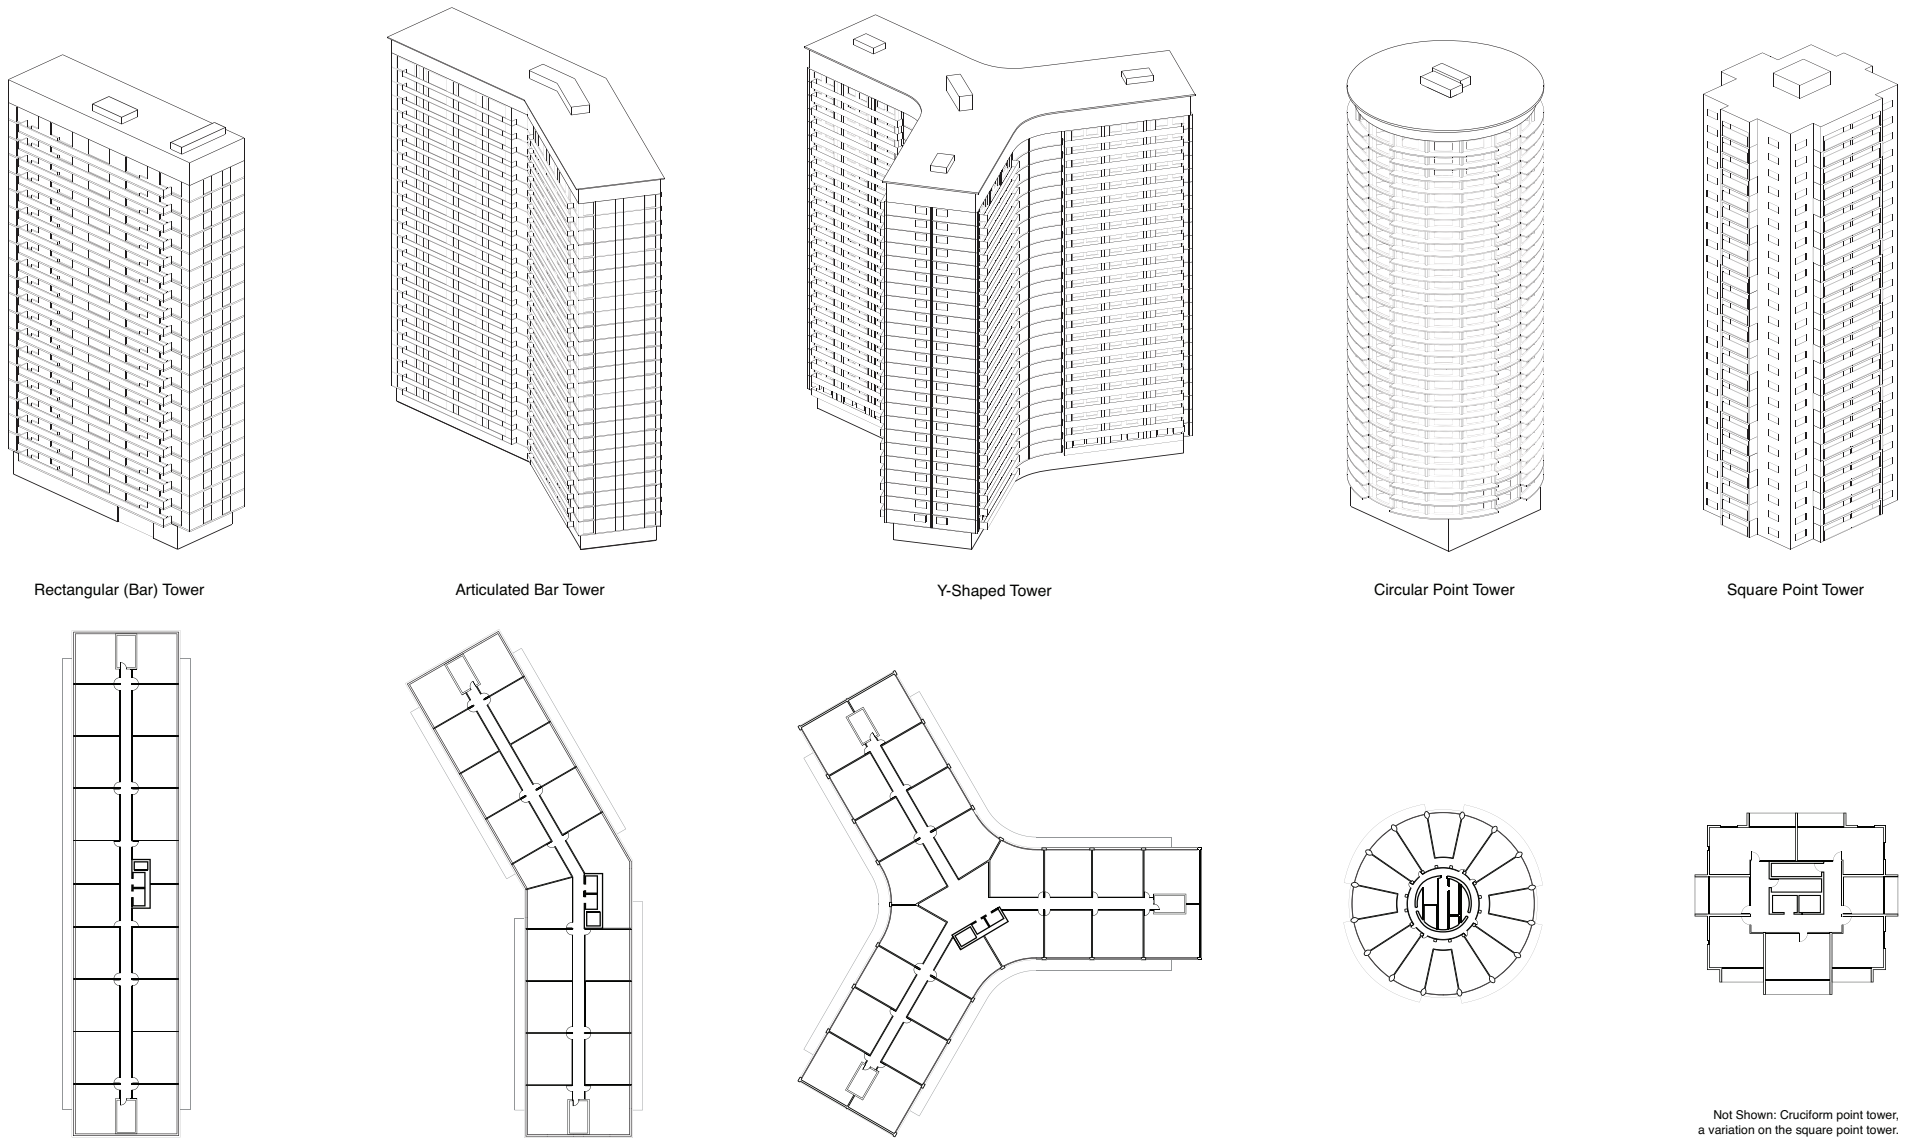 Rectangular (Bar) Tower
Articulated Bar Tower
Y-Shaped Tower
Circular Point Tower
Square Point Tower
Not Shown: Cruciform point tower,
a variation on the square point tower.